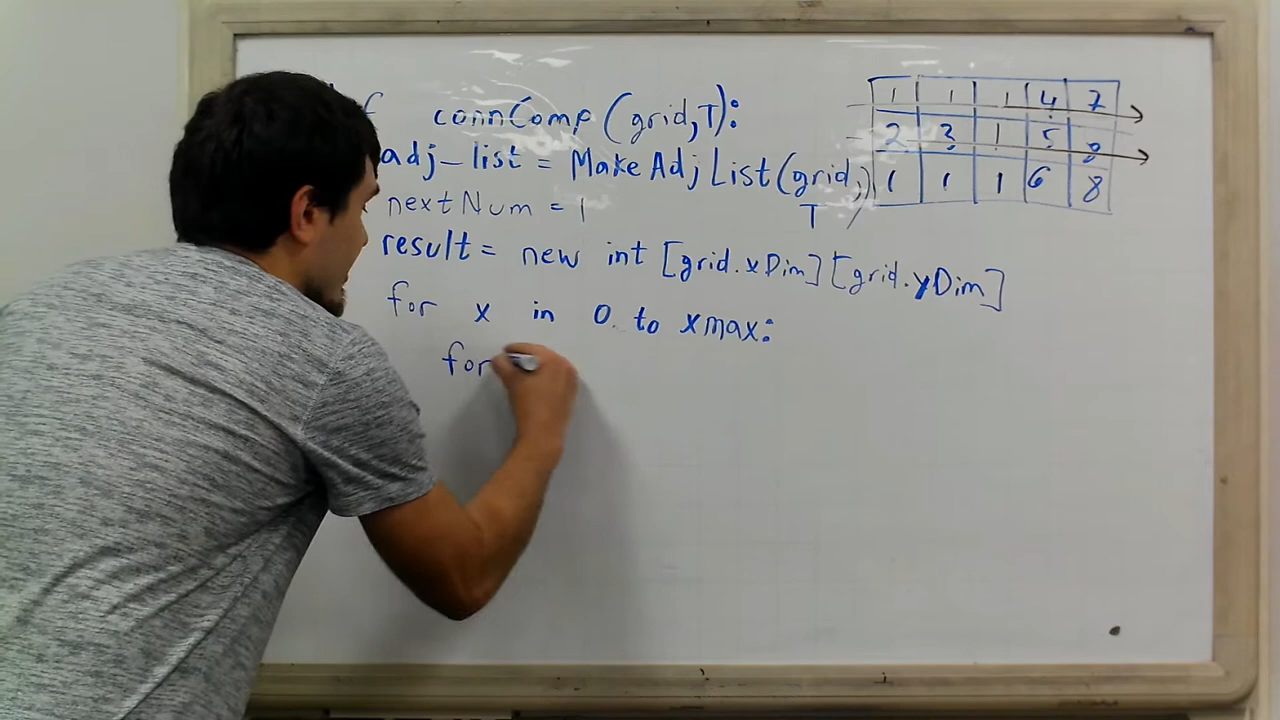 connComp (grid,T):
adj_list = MakeAdjList(grid,
T)
nextNum = 1
result = new int [grid.xDim][grid.yDim]
for x in 0 to xmax:
for
1 1 1 4 7
2 3 1 5 8
1 1 1 6 8